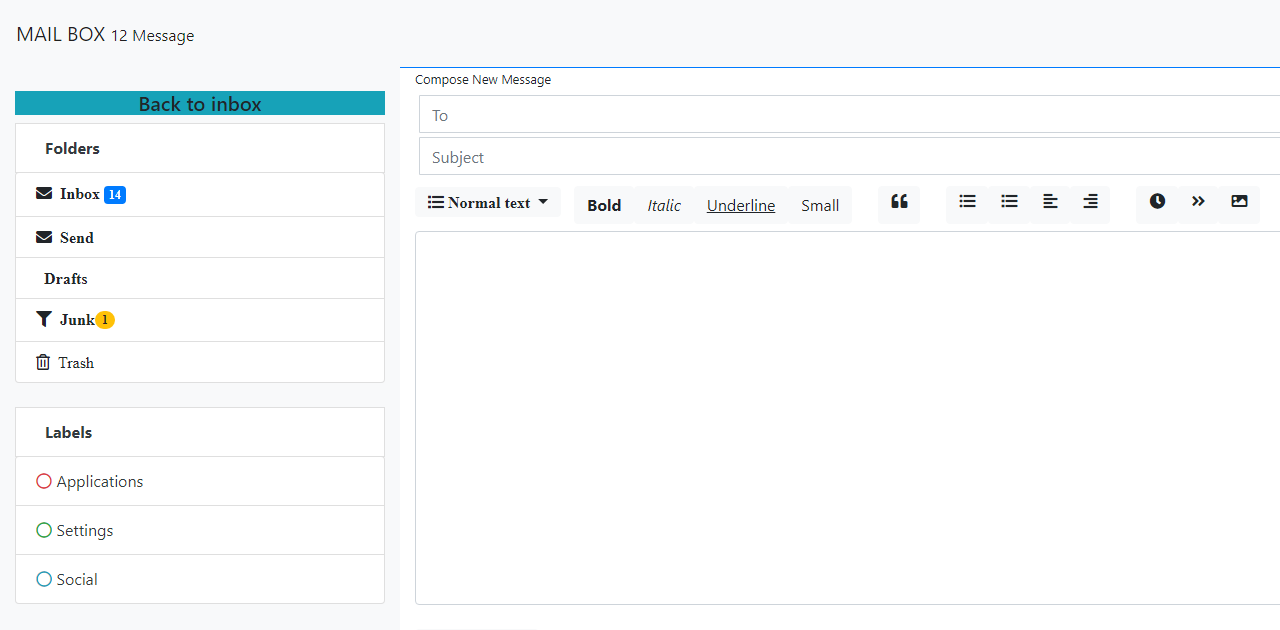 MAIL BOX 12 Message
Back to inbox
Folders
Inbox 14
Send
Drafts
Junk 1
Trash
Labels
Applications
Settings
Social
Compose New Message
To
Subject
Normal text Bold Italic Underline Small